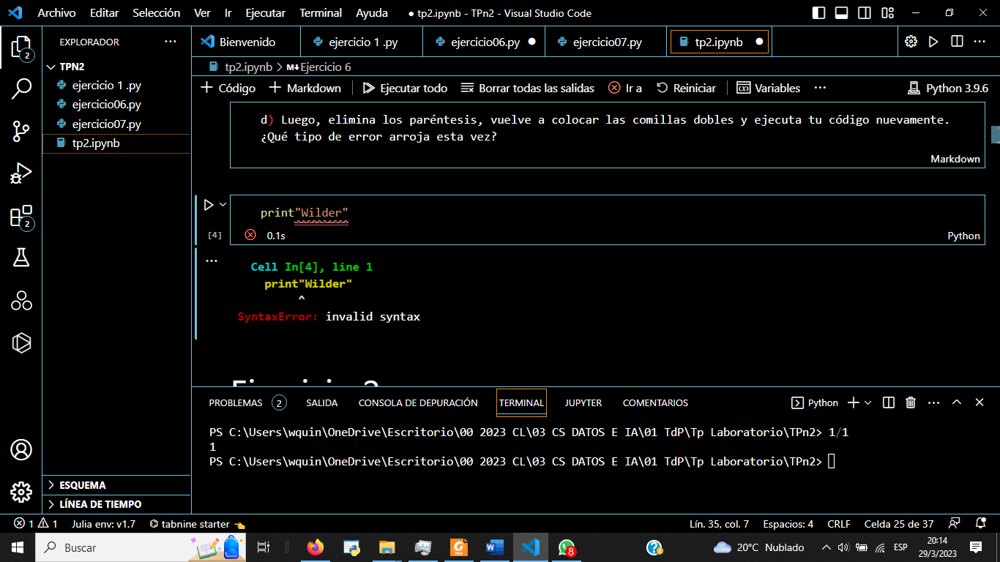 Archivo Editar Selección Ver Ir Ejecutar Terminal Ayuda ● tp2.ipynb - TPn2 - Visual Studio Code
EXPLORADOR ···
Bienvenido ejercicio 1 .py ejercicio06.py ● ejercicio07.py tp2.ipynb ●
TPN2
ejercicio 1 .py
ejercicio06.py
ejercicio07.py
tp2.ipynb
tp2.ipynb > M↓Ejercicio 6
+ Código + Markdown Ejecutar todo Borrar todas las salidas Ir a Reiniciar Variables ··· Python 3.9.6
d) Luego, elimina los paréntesis, vuelve a colocar las comillas dobles y ejecuta tu código nuevamente.
¿Qué tipo de error arroja esta vez?
Markdown
print"Wilder"
[4] 0.1s Python
Cell In[4], line 1
print"Wilder"
^
SyntaxError: invalid syntax
PROBLEMAS 2 SALIDA CONSOLA DE DEPURACIÓN TERMINAL JUPYTER COMENTARIOS Python
PS C:\Users\wquin\OneDrive\Escritorio\00 2023 CL\03 CS DATOS E IA\01 TdP\Tp Laboratorio\TPn2> 1/1
1
PS C:\Users\wquin\OneDrive\Escritorio\00 2023 CL\03 CS DATOS E IA\01 TdP\Tp Laboratorio\TPn2>
2
2
ESQUEMA
LÍNEA DE TIEMPO
1 1 Julia env: v1.7 tabnine starter Lín. 35, col. 7 Espacios: 4 CRLF Celda 25 de 37
Buscar 8 20°C Nublado ESP 20:14
29/3/2023